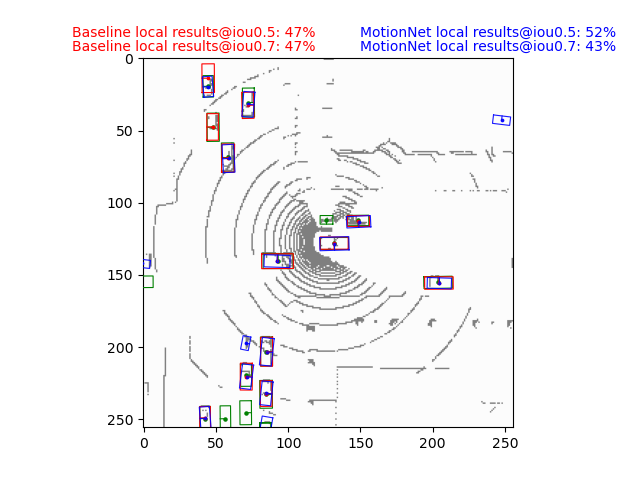 Baseline local results@iou0.5: 47% MotionNet local results@iou0.5: 52%
Baseline local results@iou0.7: 47% MotionNet local results@iou0.7: 43%
0
50
100
150
200
250
0 50 100 150 200 250